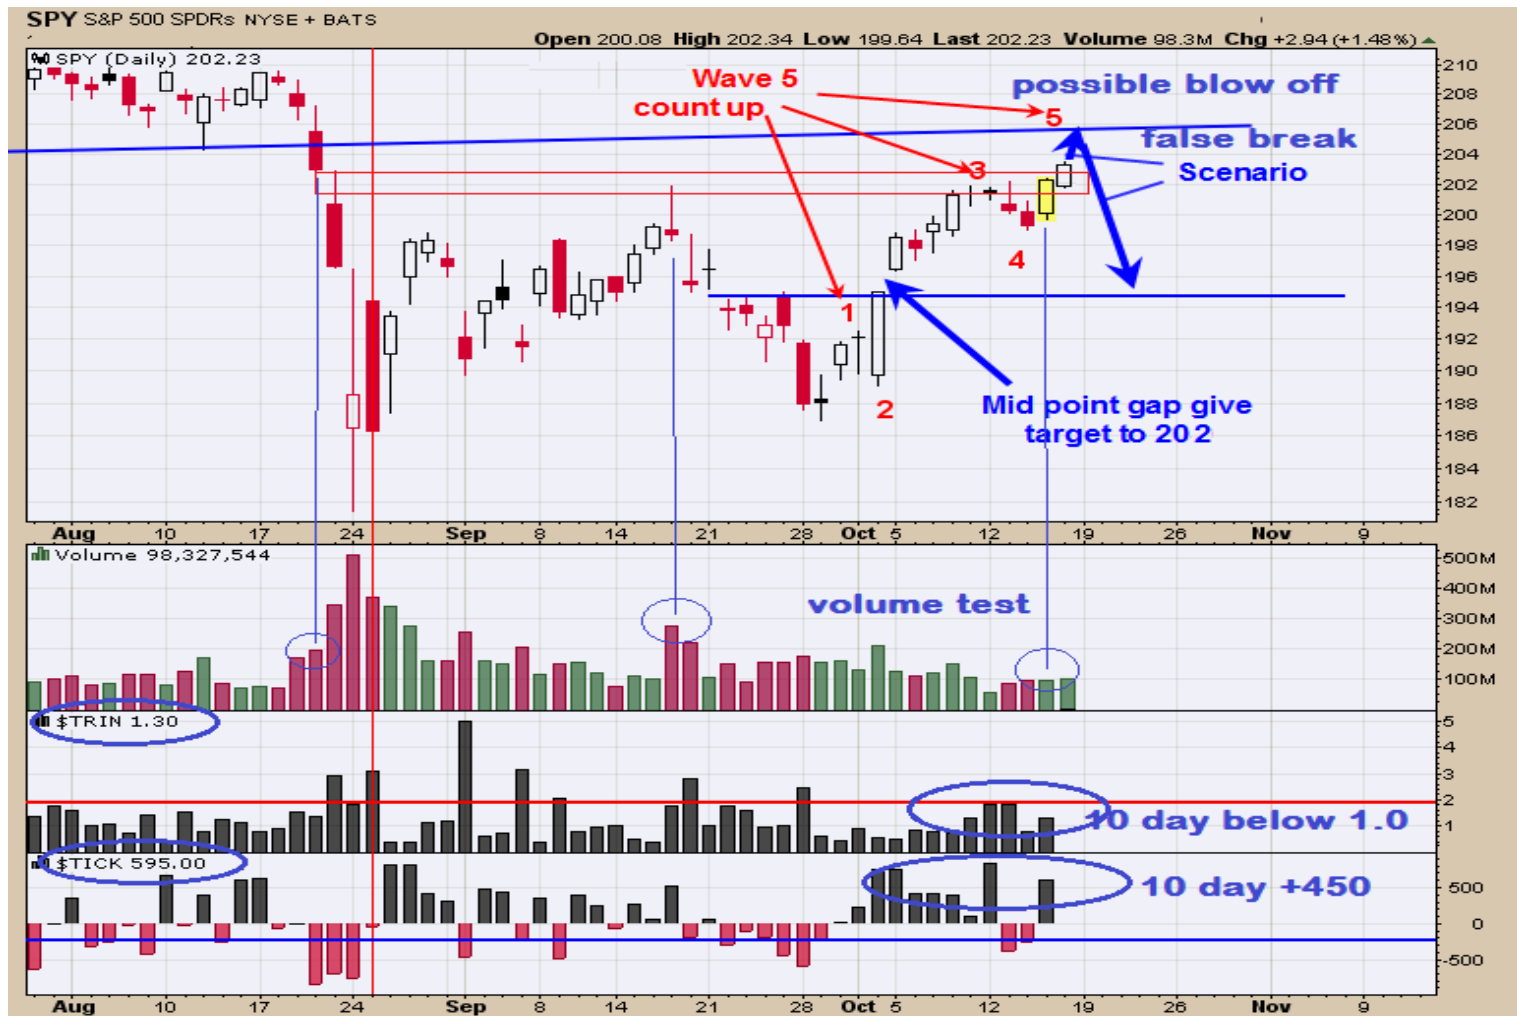 SPY S&P 500 SPDRs NYSE + BATS
Open 200.08 High 202.34 Low 199.64 Last 202.23 Volume 98.3M Chg +2.94 (+1.48%)
SPY (Daily) 202.23
Wave 5
count up
possible blow off
5
false break
Scenario
3
4
1
2
Mid point gap give
target to 202
210
208
206
204
202
200
198
196
194
192
190
188
186
184
182
Aug 10 17 24 Sep 8 14 21 Oct 5 12 19 26 Nov 9
Volume 98,327,544
volume test
500M
400M
300M
200M
100M
$TRIN 1.30
10 day below 1.0
5
4
3
2
1
$TICK 595.00
10 day +450
500
0
-500
Aug 10 17 24 Sep 8 14 21 Oct 5 12 19 26 Nov 9